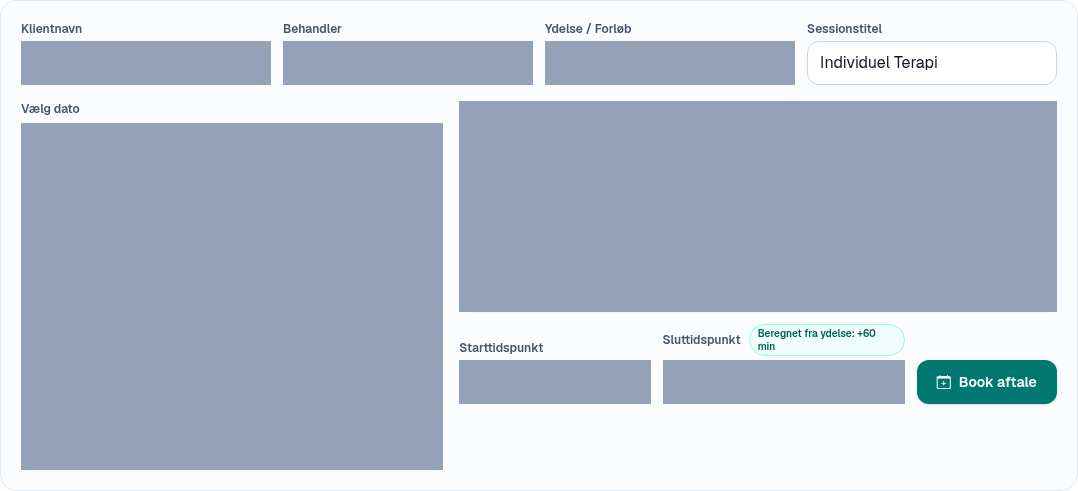 Klientnavn
Behandler
Ydelse / Forløb
Sessionstitel
Individuel Terapi
Vælg dato
Starttidspunkt
Sluttidspunkt
Beregnet fra ydelse: +60
min
Book aftale